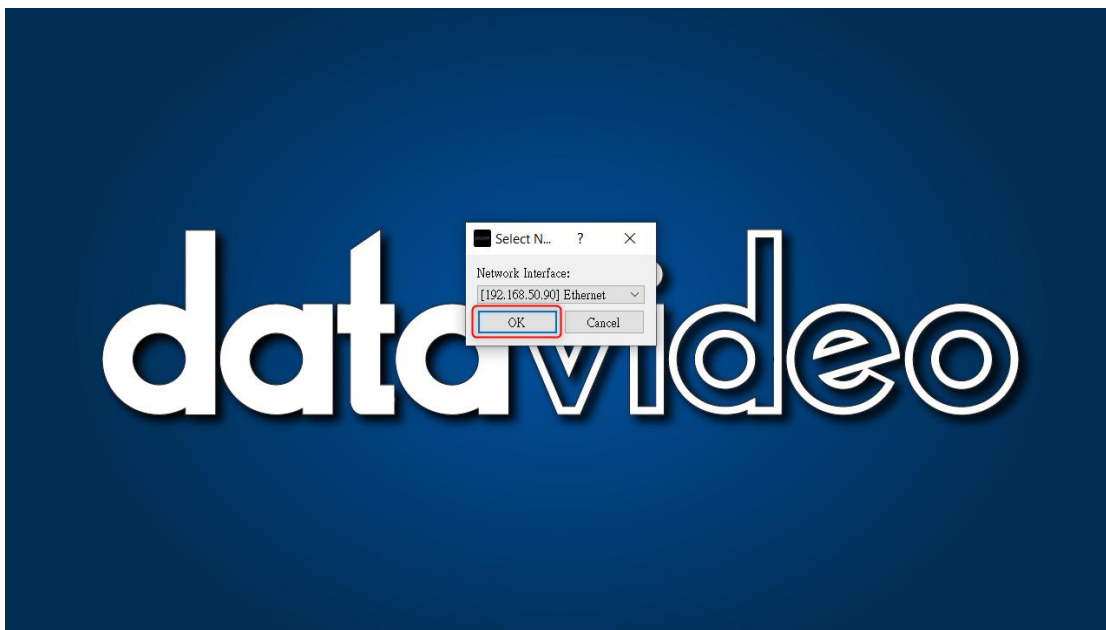 Select N... ? ×
Network Interface:
[192.168.50.90] Ethernet
OK Cancel
datavideo